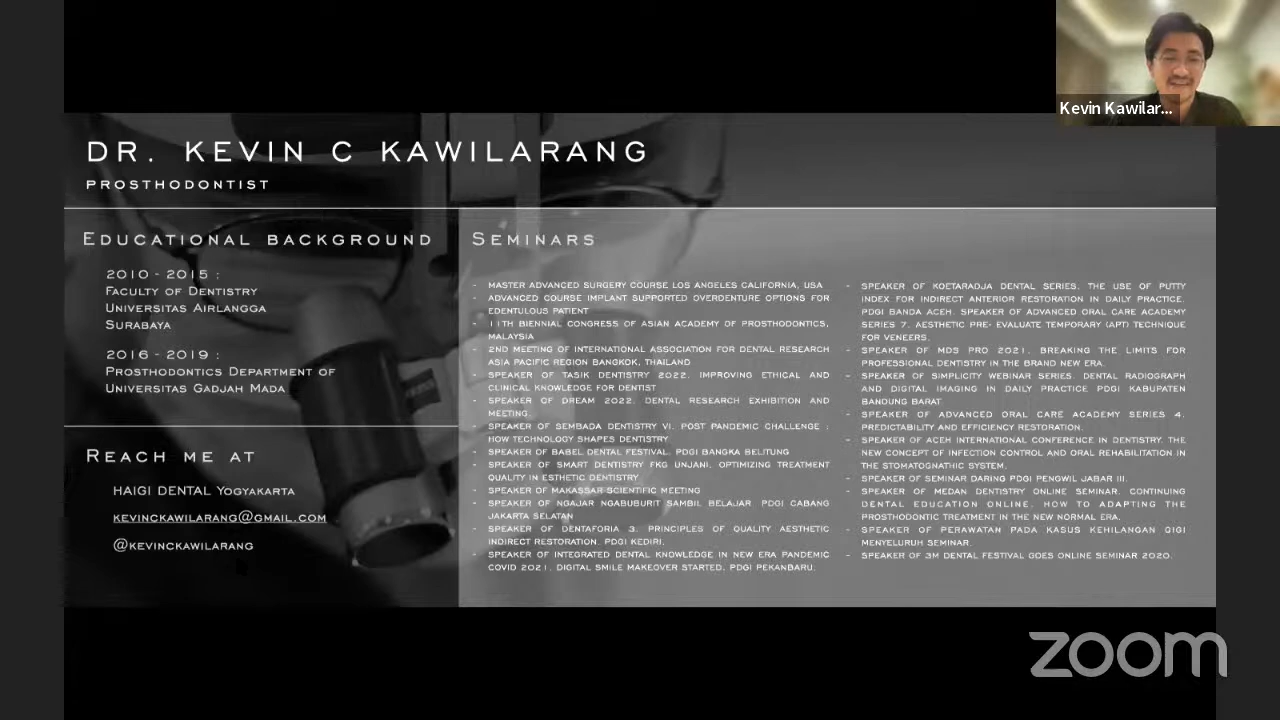 Kevin Kawilar...
DR. KEVIN C KAWILARANG
PROSTHODONTIST
EDUCATIONAL BACKGROUND
2010 - 2015 :
FACULTY OF DENTISTRY
UNIVERSITAS AIRLANGGA
SURABAYA
2016 - 2019 :
PROSTHODONTICS DEPARTMENT OF
UNIVERSITAS GADJAH MADA
REACH ME AT
HAIGI DENTAL YOGYAKARTA
KEVINCKAWILARANG@GMAIL.COM
@KEVINCKAWILARANG
SEMINARS
- MASTER ADVANCED SURGERY COURSE LOS ANGELES CALIFORNIA, USA
- ADVANCED COURSE IMPLANT SUPPORTED OVERDENTURE OPTIONS FOR
EDENTULOUS PATIENT
- 11TH BIENNIAL CONGRESS OF ASIAN ACADEMY OF PROSTHODONTICS,
MALAYSIA
- 2ND MEETING OF INTERNATIONAL ASSOCIATION FOR DENTAL RESEARCH
ASIA PACIFIC REGION BANGKOK, THAILAND
- SPEAKER OF TASIK DENTISTRY 2022. IMPROVING ETHICAL AND
CLINICAL KNOWLEDGE FOR DENTIST
- SPEAKER OF DREAM 2022. DENTAL RESEARCH EXHIBITION AND
MEETING.
- SPEAKER OF SEMBADA DENTISTRY VI. POST PANDEMIC CHALLENGE :
HOW TECHNOLOGY SHAPES DENTISTRY
- SPEAKER OF BABEL DENTAL FESTIVAL. PDGI BANGKA BELITUNG
- SPEAKER OF SMART DENTISTRY FKG UNJANI. OPTIMIZING TREATMENT
QUALITY IN ESTHETIC DENTISTRY
- SPEAKER OF MAKASSAR SCIENTIFIC MEETING
- SPEAKER OF NGAJAR NGABUBURIT SAMBIL BELAJAR PDGI CABANG
JAKARTA SELATAN
- SPEAKER OF DENTAFORIA 3. PRINCIPLES OF QUALITY AESTHETIC
INDIRECT RESTORATION. PDGI KEDIRI.
- SPEAKER OF INTEGRATED DENTAL KNOWLEDGE IN NEW ERA PANDEMIC
COVID 2021. DIGITAL SMILE MAKEOVER STARTED. PDGI PEKANBARU.
- SPEAKER OF KOETARADJA DENTAL SERIES. THE USE OF PUTTY
INDEX FOR INDIRECT ANTERIOR RESTORATION IN DAILY PRACTICE.
PDGI BANDA ACEH. SPEAKER OF ADVANCED ORAL CARE ACADEMY
SERIES 7. AESTHETIC PRE- EVALUATE TEMPORARY (APT) TECHNIQUE
FOR VENEERS.
- SPEAKER OF MDS PRO 2021. BREAKING THE LIMITS FOR
PROFESSIONAL DENTISTRY IN THE BRAND NEW ERA.
- SPEAKER OF SIMPLICITY WEBINAR SERIES. DENTAL RADIOGRAPH
AND DIGITAL IMAGING IN DAILY PRACTICE PDGI KABUPATEN
BANDUNG BARAT.
- SPEAKER OF ADVANCED ORAL CARE ACADEMY SERIES 4.
PREDICTABILITY AND EFFICIENCY RESTORATION.
- SPEAKER OF ACEH INTERNATIONAL CONFERENCE IN DENTISTRY. THE
NEW CONCEPT OF INFECTION CONTROL AND ORAL REHABILITATION IN
THE STOMATOGNATHIC SYSTEM.
- SPEAKER OF SEMINAR DARING PDGI PENGWIL JABAR III.
- SPEAKER OF MEDAN DENTISTRY ONLINE SEMINAR. CONTINUING
DENTAL EDUCATION ONLINE. HOW TO ADAPTING THE
PROSTHODONTIC TREATMENT IN THE NEW NORMAL ERA.
- SPEAKER OF PERAWATAN PADA KASUS KEHILANGAN GIGI
MENYELURUH SEMINAR.
- SPEAKER OF 3M DENTAL FESTIVAL GOES ONLINE SEMINAR 2020.
zoom